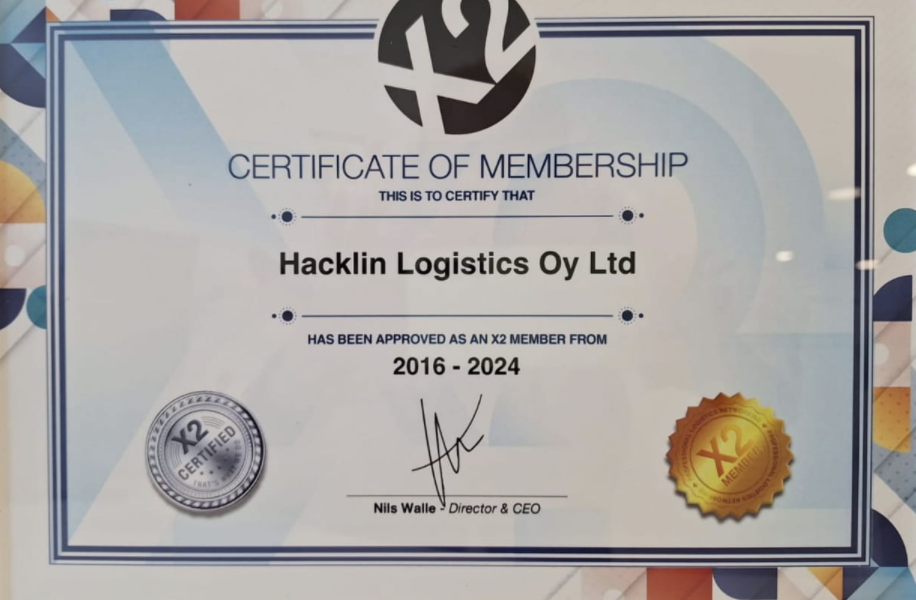 X2
CERTIFICATE OF MEMBERSHIP
THIS IS TO CERTIFY THAT
Hacklin Logistics Oy Ltd
HAS BEEN APPROVED AS AN X2 MEMBER FROM
2016 - 2024
X2
CERTIFIED
X2
MEMBER
Nils Walle - Director & CEO